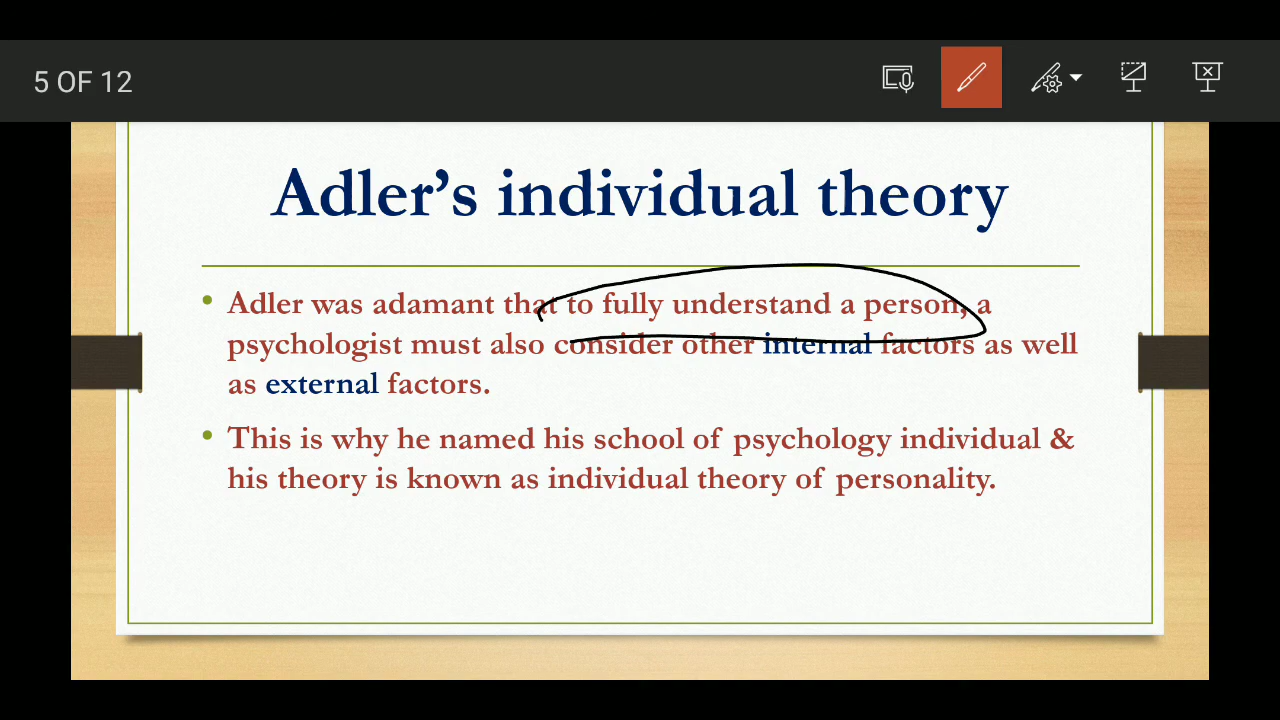 5 OF 12
Adler’s individual theory
• Adler was adamant that to fully understand a person, a
psychologist must also consider other internal factors as well
as external factors.
• This is why he named his school of psychology individual &
his theory is known as individual theory of personality.